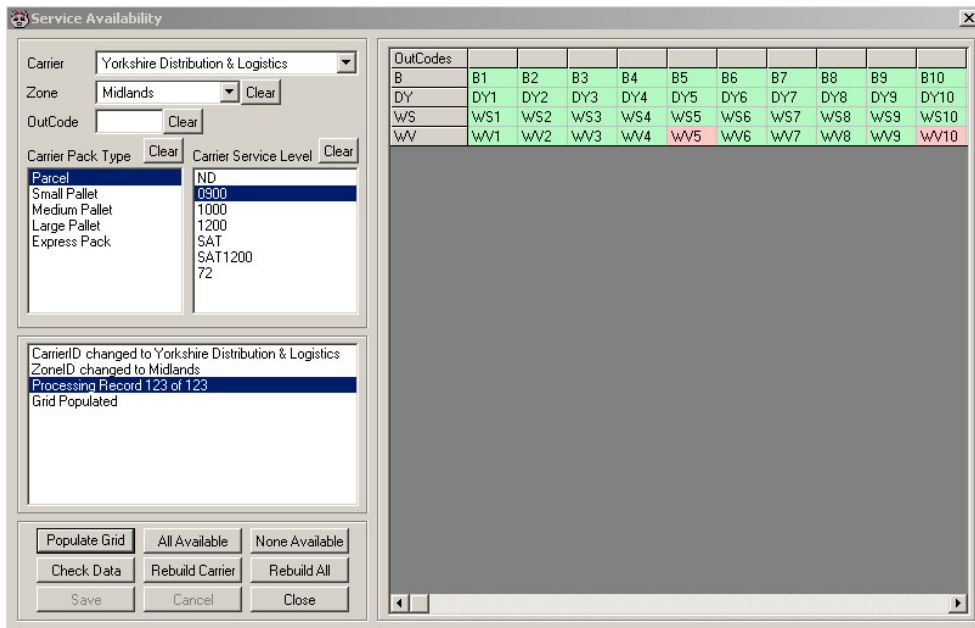 Service Availability
Carrier Yorkshire Distribution & Logistics
Zone Midlands Clear
OutCode Clear
Carrier Pack Type Clear Carrier Service Level Clear
Parcel
Small Pallet
Medium Pallet
Large Pallet
Express Pack
ND
0900
1000
1200
SAT
SAT1200
72
CarrierID changed to Yorkshire Distribution & Logistics
ZoneID changed to Midlands
Processing Record 123 of 123
Grid Populated
Populate Grid All Available None Available
Check Data Rebuild Carrier Rebuild All
Save Cancel Close
OutCodes
B B1 B2 B3 B4 B5 B6 B7 B8 B9 B10
DY DY1 DY2 DY3 DY4 DY5 DY6 DY7 DY8 DY9 DY10
WS WS1 WS2 WS3 WS4 WS5 WS6 WS7 WS8 WS9 WS10
WV WV1 WV2 WV3 WV4 WV5 WV6 WV7 WV8 WV9 WV10